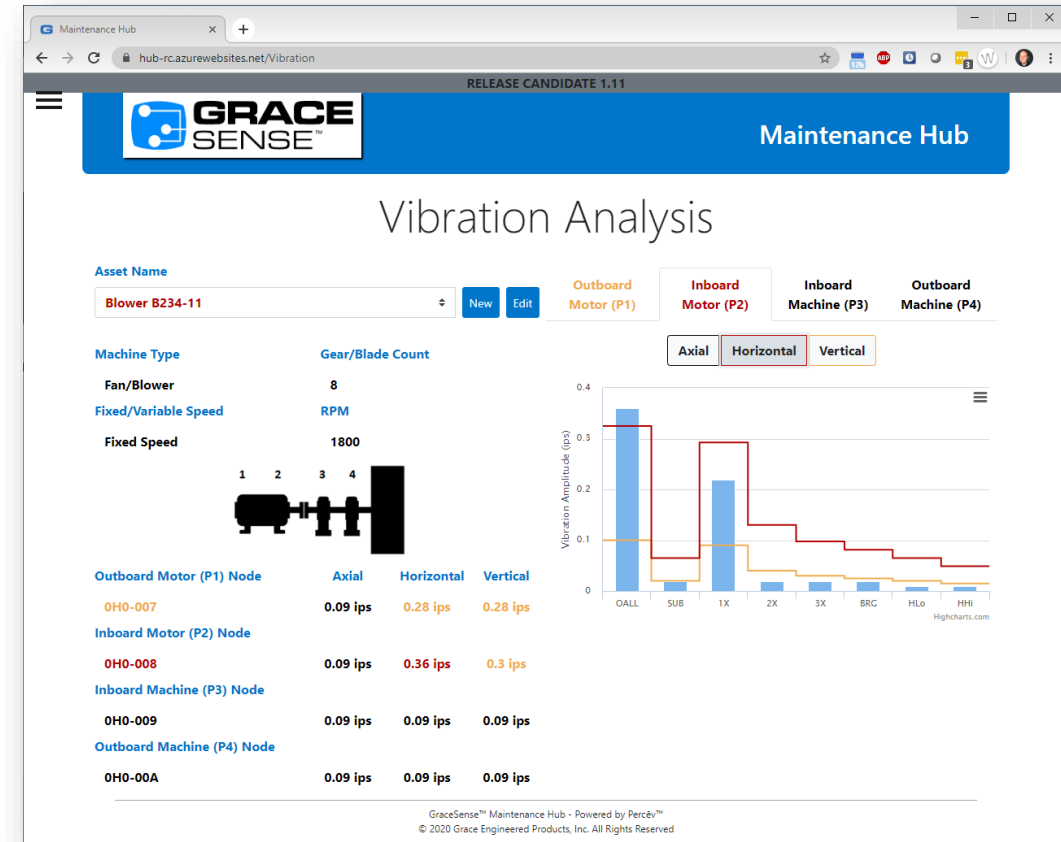 Maintenance Hub
hub-rc.azurewebsites.net/Vibration
12h
ABP
3
W
RELEASE CANDIDATE 1.11
GRACE
SENSE™
Maintenance Hub
Vibration Analysis
Asset Name
Blower B234-11
New
Edit
Machine Type
Gear/Blade Count
Fan/Blower
8
Fixed/Variable Speed
RPM
Fixed Speed
1800
1 2 3 4
Outboard Motor (P1) Node Axial Horizontal Vertical
0H0-007 0.09 ips 0.28 ips 0.28 ips
Inboard Motor (P2) Node
0H0-008 0.09 ips 0.36 ips 0.3 ips
Inboard Machine (P3) Node
0H0-009 0.09 ips 0.09 ips 0.09 ips
Outboard Machine (P4) Node
0H0-00A 0.09 ips 0.09 ips 0.09 ips
Outboard
Motor (P1)
Inboard
Motor (P2)
Inboard
Machine (P3)
Outboard
Machine (P4)
Axial Horizontal Vertical
Vibration Amplitude (ips)
0.4
0.3
0.2
0.1
0
OALL SUB 1X 2X 3X BRG HLo HHi
Highcharts.com
GraceSense™ Maintenance Hub - Powered by Percēv™
© 2020 Grace Engineered Products, Inc. All Rights Reserved